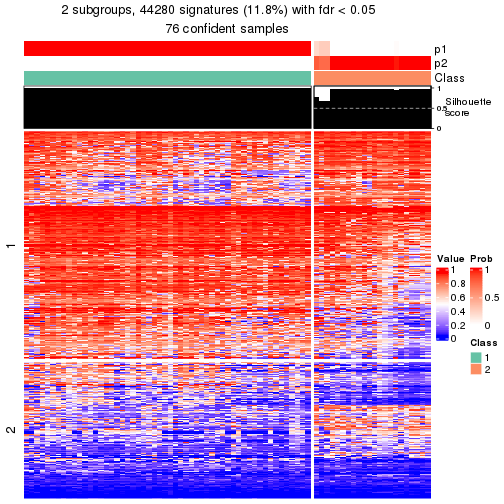 2 subgroups, 44280 signatures (11.8%) with fdr < 0.05
76 confident samples
p1
p2
Class
1
0.5
0
Silhouette
score
1
2
Value
1
0.8
0.6
0.4
0.2
0
Prob
1
0.5
0
Class
1
2